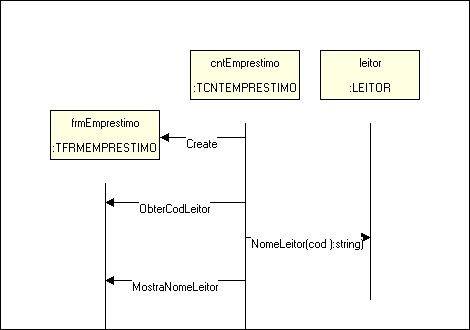 cntEmprestimo
:TCNTEMPRESTIMO
leitor
:LEITOR
frmEmprestimo
:TFRMEMPRESTIMO
Create
ObterCodLeitor
NomeLeitor(cod ):string)
MostraNomeLeitor